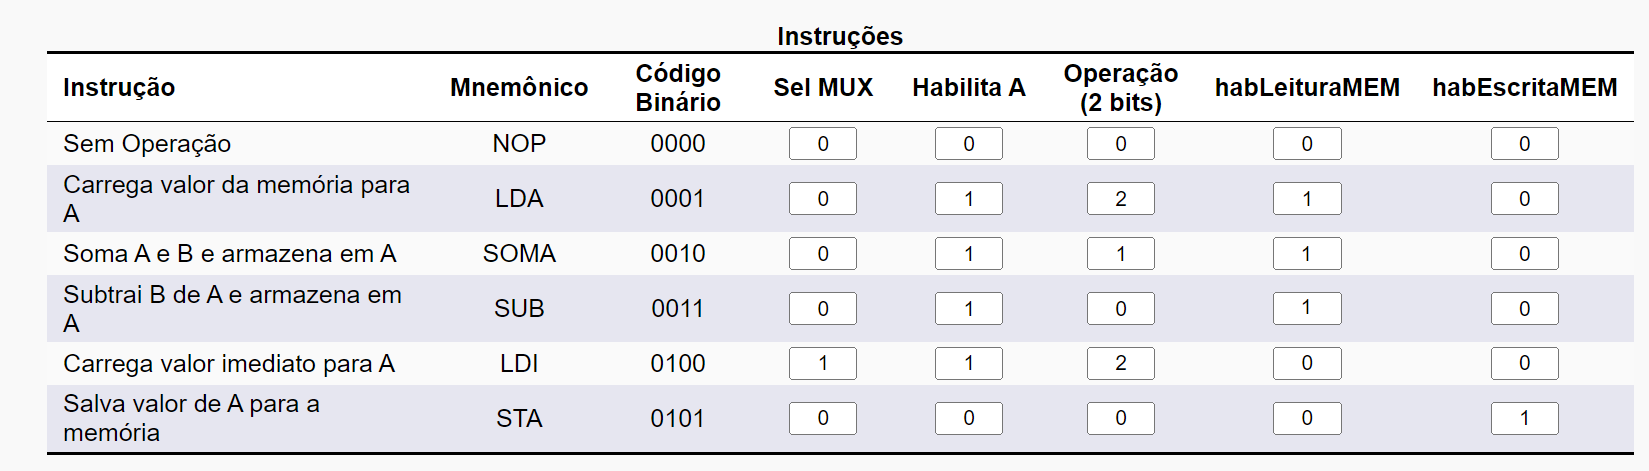 Instruções
Instrução Mnemônico Código Binário Sel MUX Habilita A Operação (2 bits) habLeituraMEM habEscritaMEM
Sem Operação NOP 0000 0 0 0 0 0
Carrega valor da memória para A LDA 0001 0 1 2 1 0
Soma A e B e armazena em A SOMA 0010 0 1 1 1 0
Subtrai B de A e armazena em A SUB 0011 0 1 0 1 0
Carrega valor imediato para A LDI 0100 1 1 2 0 0
Salva valor de A para a memória STA 0101 0 0 0 0 1